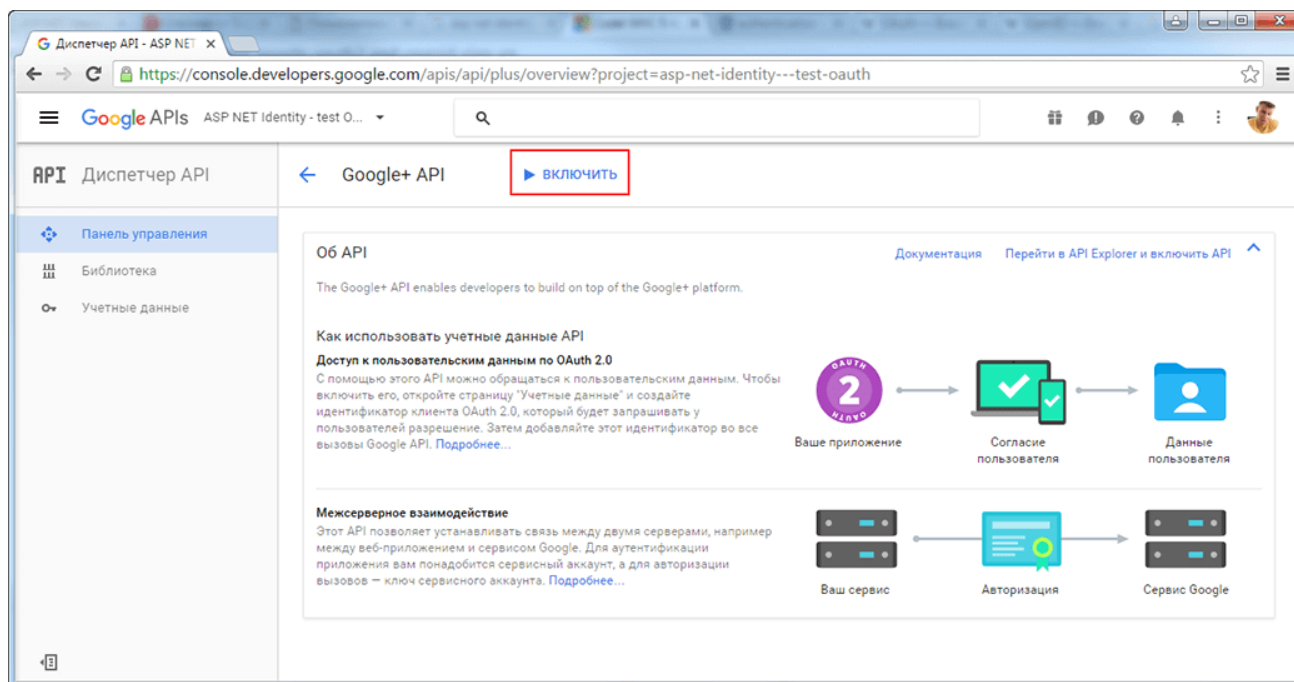 Диспетчер API - ASP NET
https://console.developers.google.com/apis/api/plus/overview?project=asp-net-identity---test-oauth
Google APIs ASP NET Identity - test O...
API Диспетчер API
Google+ API
ВКЛЮЧИТЬ
Панель управления
Библиотека
Учетные данные
Об API
Документация
Перейти в API Explorer и включить API
The Google+ API enables developers to build on top of the Google+ platform.
Как использовать учетные данные API
Доступ к пользовательским данным по OAuth 2.0
С помощью этого API можно обращаться к пользовательским данным. Чтобы
включить его, откройте страницу "Учетные данные" и создайте
идентификатор клиента OAuth 2.0, который будет запрашивать у
пользователей разрешение. Затем добавляйте этот идентификатор во все
вызовы Google API. Подробнее...
OAUTH
2
OAUTH
Ваше приложение
Согласие
пользователя
Данные
пользователя
Межсерверное взаимодействие
Этот API позволяет устанавливать связь между двумя серверами, например
между веб-приложением и сервисом Google. Для аутентификации
приложения вам понадобится сервисный аккаунт, а для авторизации
вызовов — ключ сервисного аккаунта. Подробнее...
Ваш сервис
Авторизация
Сервис Google